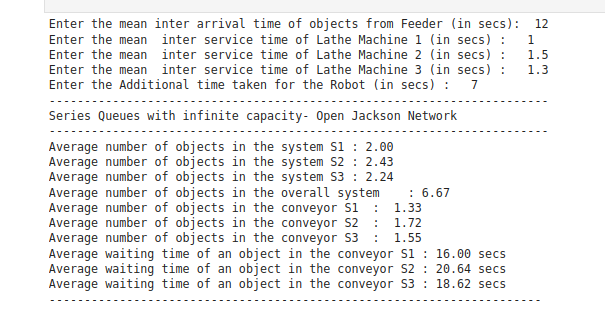 Enter the mean inter arrival time of objects from Feeder (in secs):  12
Enter the mean  inter service time of Lathe Machine 1 (in secs) :   1
Enter the mean  inter service time of Lathe Machine 2 (in secs) :   1.5
Enter the mean  inter service time of Lathe Machine 3 (in secs) :   1.3
Enter the Additional time taken for the Robot (in secs) :   7
-----------------------------------------------------------------------
Series Queues with infinite capacity- Open Jackson Network
-----------------------------------------------------------------------
Average number of objects in the system S1 : 2.00
Average number of objects in the system S2 : 2.43
Average number of objects in the system S3 : 2.24
Average number of objects in the overall system    : 6.67
Average number of objects in the conveyor S1  :  1.33
Average number of objects in the conveyor S2  :  1.72
Average number of objects in the conveyor S3  :  1.55
Average waiting time of an object in the conveyor S1 : 16.00 secs
Average waiting time of an object in the conveyor S2 : 20.64 secs
Average waiting time of an object in the conveyor S3 : 18.62 secs
----------------------------------------------------------------------